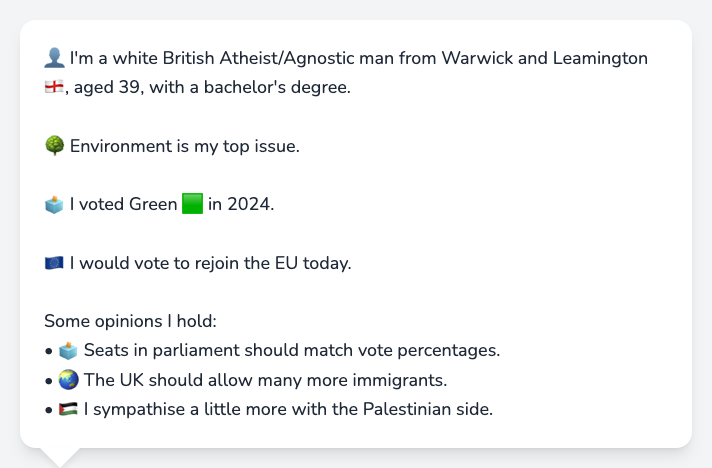 👤 I'm a white British Atheist/Agnostic man from Warwick and Leamington
🏴󠁧󠁢󠁥󠁮󠁧󠁿, aged 39, with a bachelor's degree.
🌳 Environment is my top issue.
🗳️ I voted Green 🟩 in 2024.
🇪🇺 I would vote to rejoin the EU today.
Some opinions I hold:
• 🗳️ Seats in parliament should match vote percentages.
• 🌏 The UK should allow many more immigrants.
• 🇵🇸 I sympathise a little more with the Palestinian side.